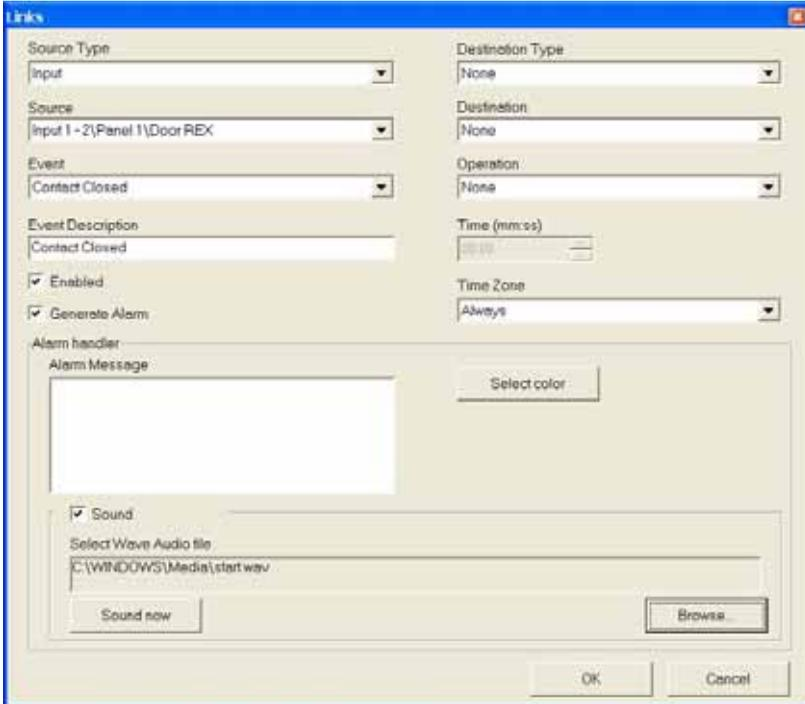 Links
Source Type
Input
Source
Input 1 - 2\Panel 1\Door REX
Event
Contact Closed
Event Description
Contact Closed
Enabled
Generate Alarm
Destination Type
None
Destination
None
Operation
None
Time (mm:ss)
Time Zone
Always
Alarm handler
Alarm Message
Select color
Sound
Select Wave Audio file
C:\WINDOWS\Media\start.wav
Sound now
Browse...
OK
Cancel